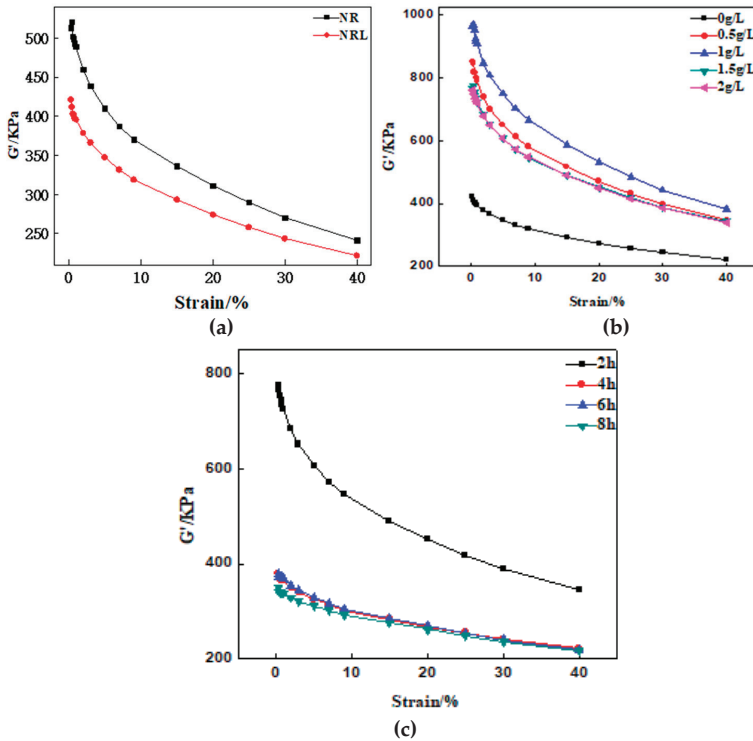 NR
NRL
500
450
400
350
300
250
G'/KPa
0 10 20 30 40
Strain/%
(a)
0g/L
0.5g/L
1g/L
1.5g/L
2g/L
1000
800
600
400
200
G'/KPa
0 10 20 30 40
Strain/%
(b)
2h
4h
6h
8h
800
600
400
200
G'/KPa
0 10 20 30 40
Strain/%
(c)